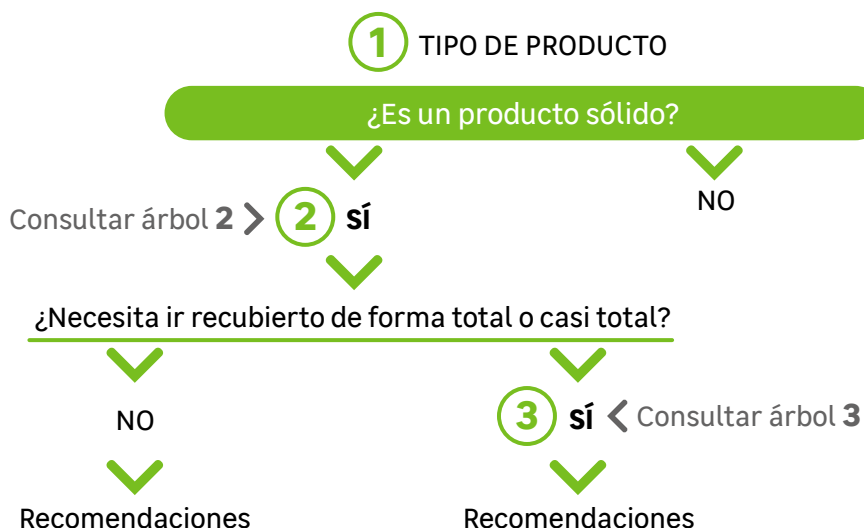 1 TIPO DE PRODUCTO
¿Es un producto sólido?
NO
Consultar árbol 2 > 2 SÍ
¿Necesita ir recubierto de forma total o casi total?
NO
3 SÍ < Consultar árbol 3
Recomendaciones
Recomendaciones